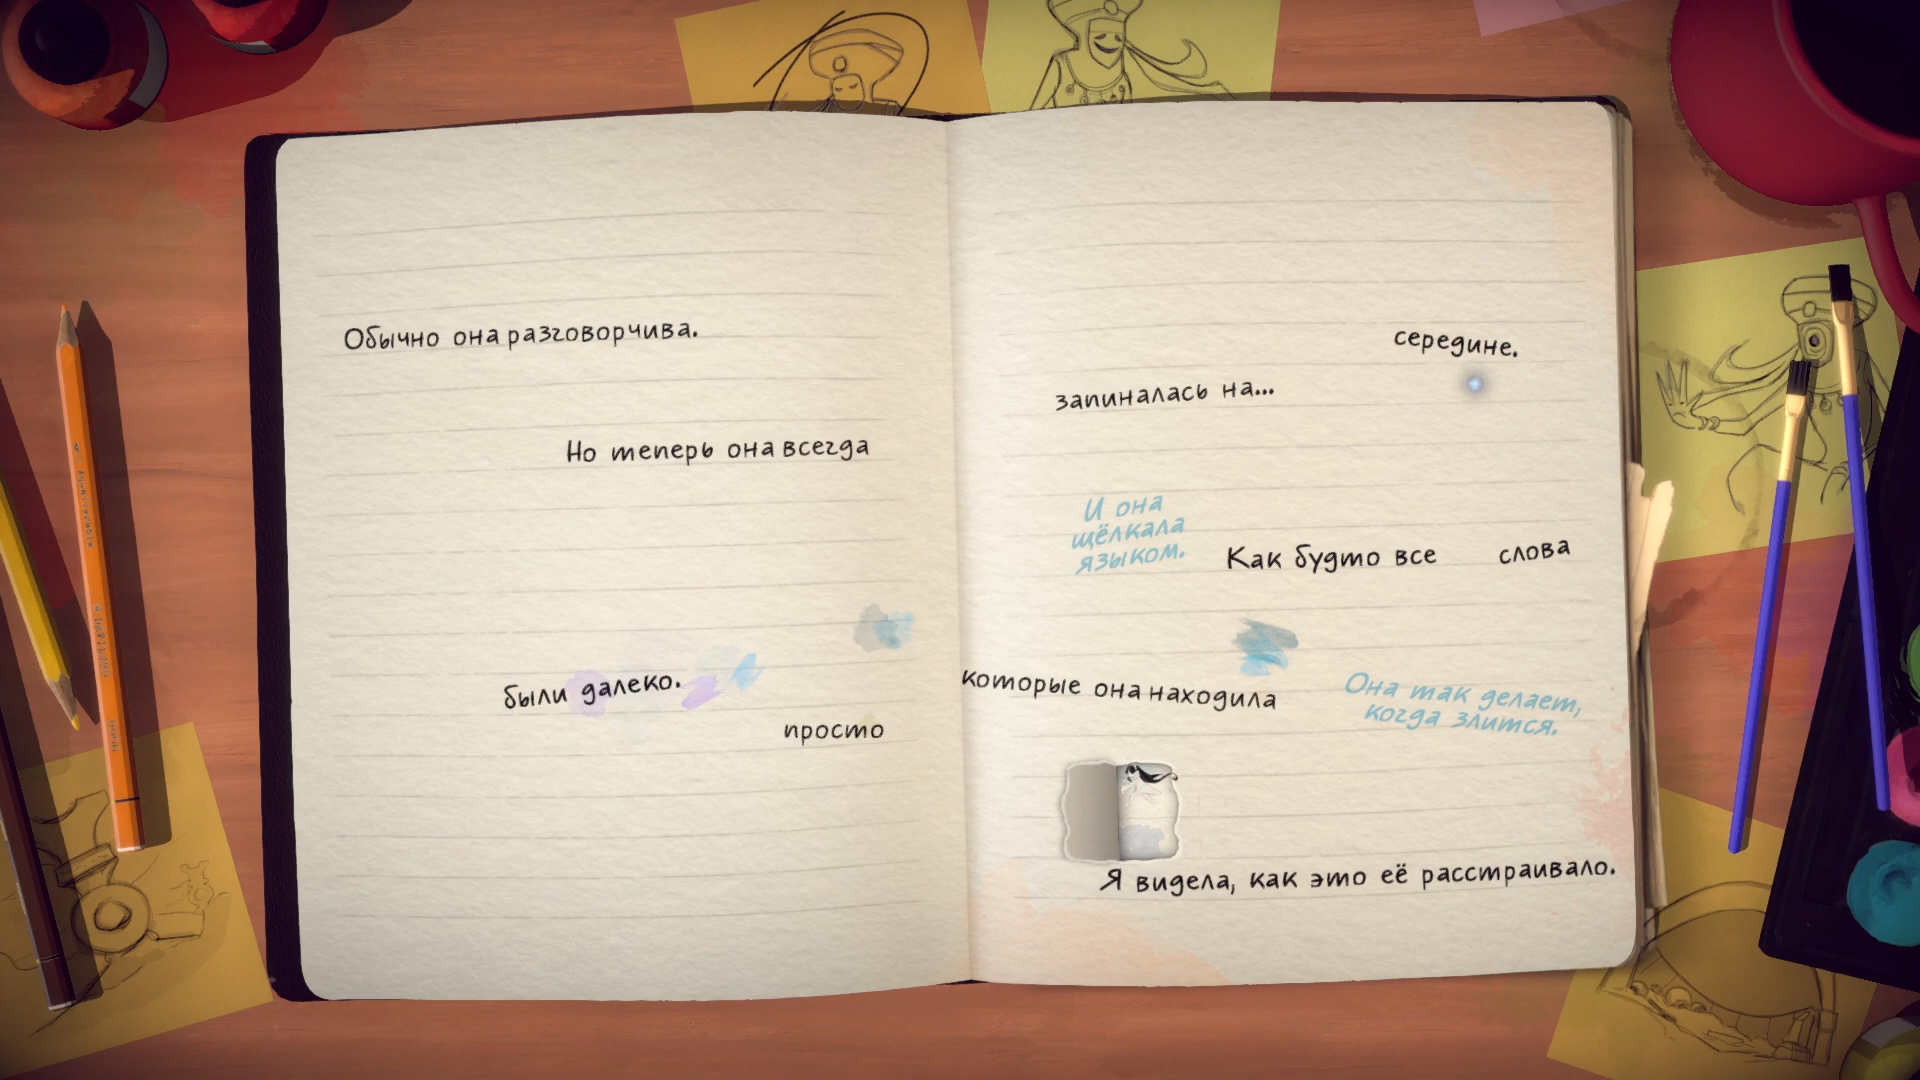 Обычно она разговорчива.
Но теперь она всегда
были далеко.
просто
середине.
запиналась на...
И она
щёлкала
языком.
Как будто все слова
которые она находила
Она так делает,
когда злится.
Я видела, как это её расстраивало.